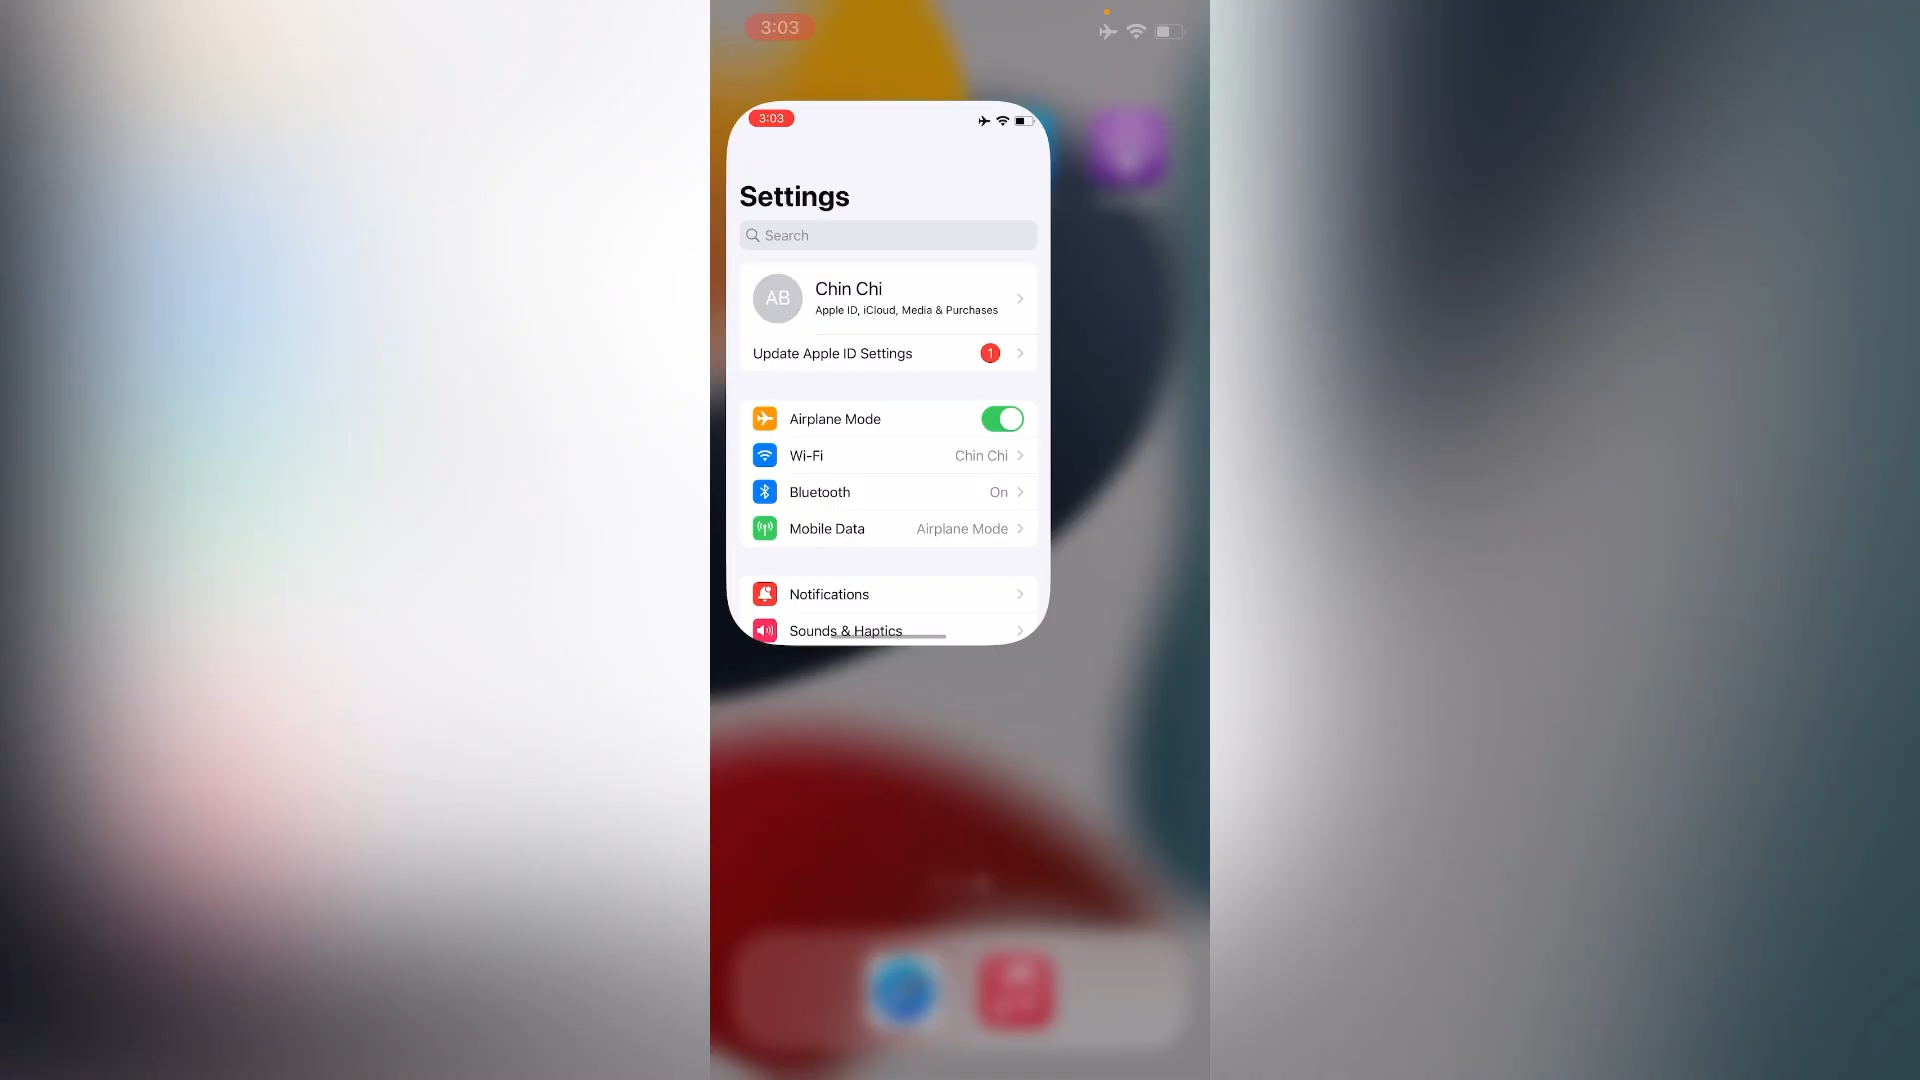 3:03
3:03
Settings
Search
AB
Chin Chi
Apple ID, iCloud, Media & Purchases
Update Apple ID Settings 1
Airplane Mode
Wi-Fi Chin Chi
Bluetooth On
Mobile Data Airplane Mode
Notifications
Sounds & Haptics